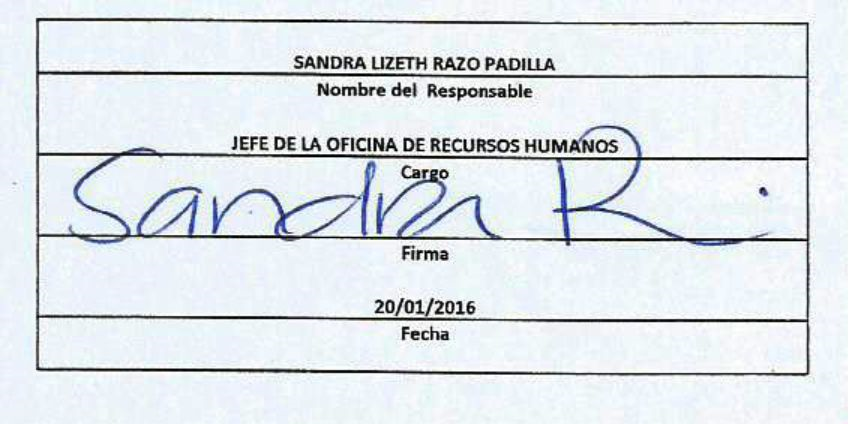 SANDRA LIZETH RAZO PADILLA
Nombre del Responsable
JEFE DE LA OFICINA DE RECURSOS HUMANOS
Cargo
Sandra R.
Firma
20/01/2016
Fecha